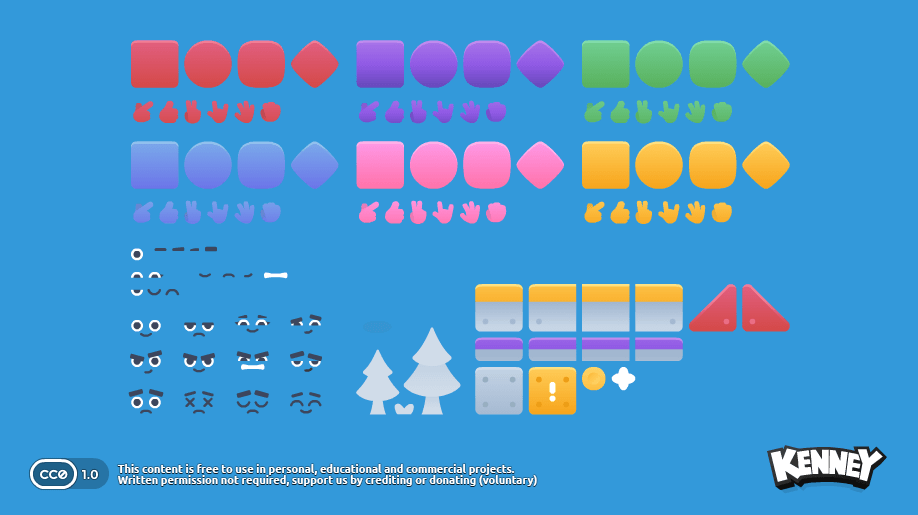 !
CC0 1.0
This content is free to use in personal, educational and commercial projects.
Written permission not required, support us by crediting or donating (voluntary)
KENNEY